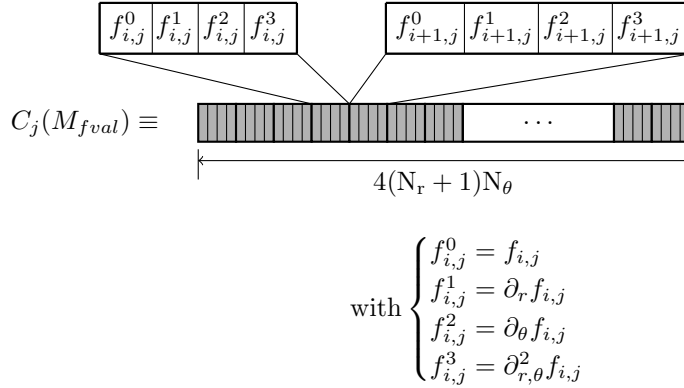 f^0_{i,j} f^1_{i,j} f^2_{i,j} f^3_{i,j} f^0_{i+1,j} f^1_{i+1,j} f^2_{i+1,j} f^3_{i+1,j}
C_j(M_{fval}) ≡ ⋯
4(N_r + 1)N_θ
f^0_{i,j} = f_{i,j}
f^1_{i,j} = ∂_r f_{i,j}
with
f^2_{i,j} = ∂_θ f_{i,j}
f^3_{i,j} = ∂^2_{r,θ} f_{i,j}